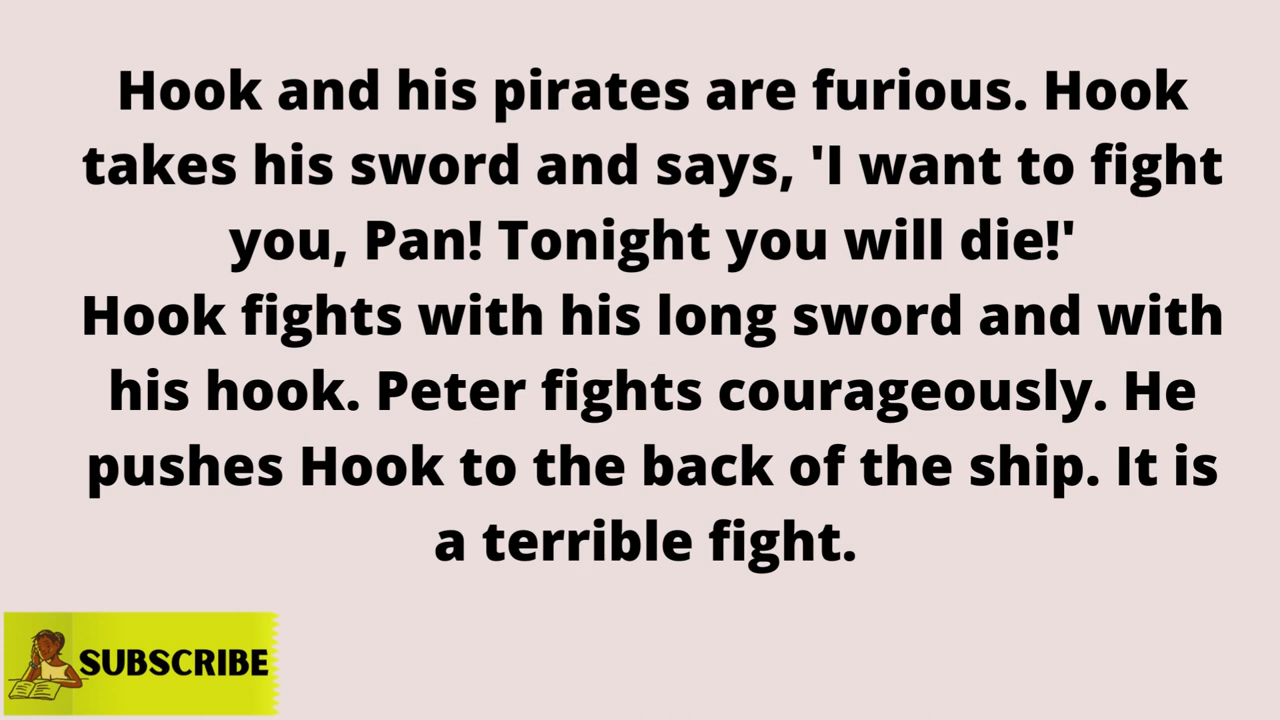 Hook and his pirates are furious. Hook
takes his sword and says, 'I want to fight
you, Pan! Tonight you will die!'
Hook fights with his long sword and with
his hook. Peter fights courageously. He
pushes Hook to the back of the ship. It is
a terrible fight.
SUBSCRIBE